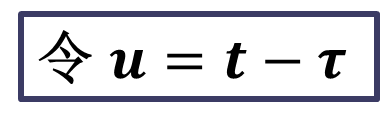 令 u = t − τ